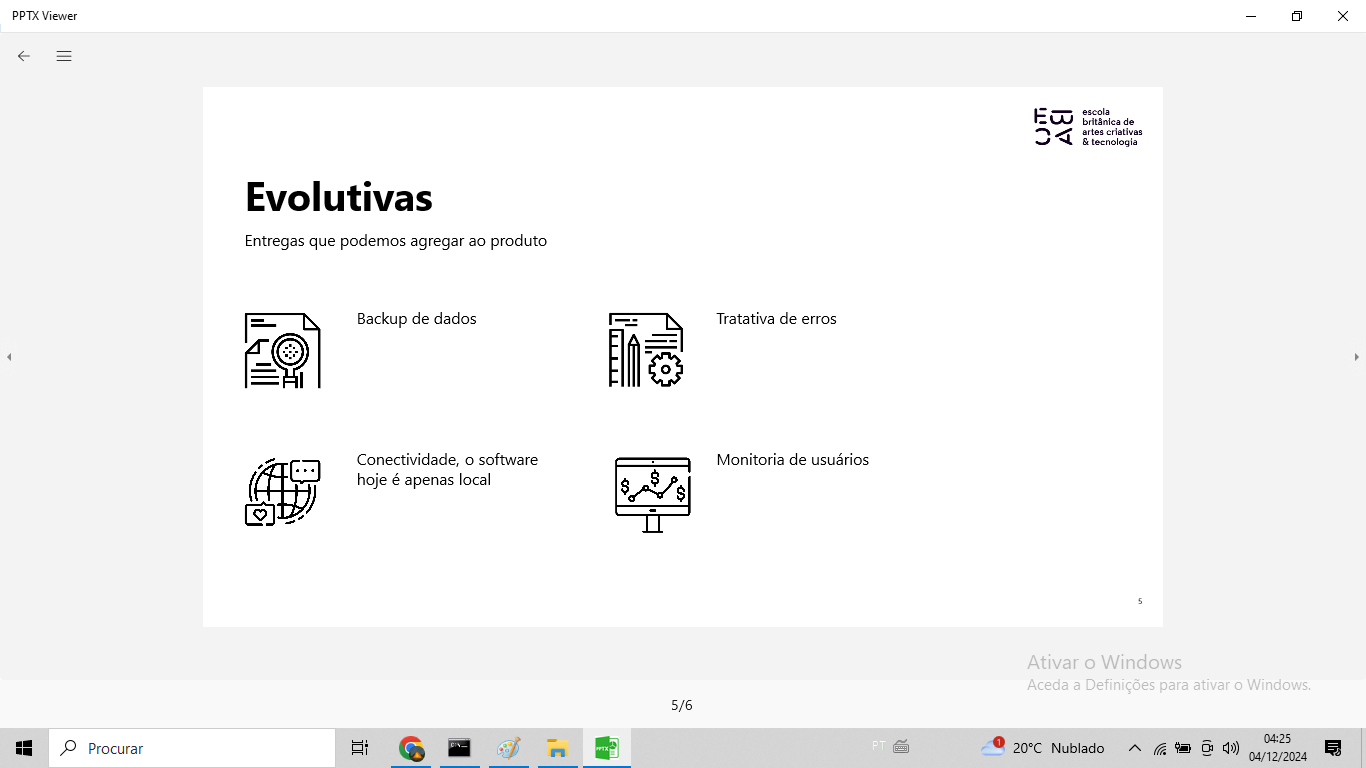 PPTX Viewer
escola
britânica de
artes criativas
& tecnologia
Evolutivas
Entregas que podemos agregar ao produto
Backup de dados
Tratativa de erros
Conectividade, o software
hoje é apenas local
Monitoria de usuários
5
Ativar o Windows
Aceda a Definições para ativar o Windows.
5/6
Procurar
PT
1
20°C Nublado
04:25
04/12/2024